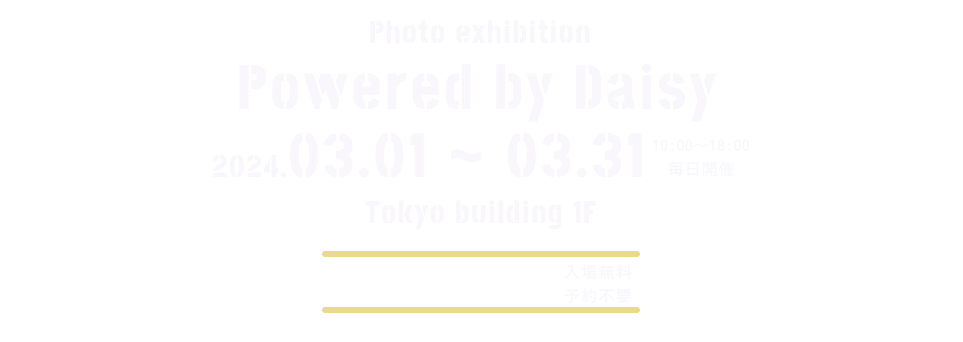 Photo exhibition
Powered by Daisy
2024.03.01 ~ 03.31 10:00〜18:00
毎日開催
Tokyo building 1F
入場無料
予約不要